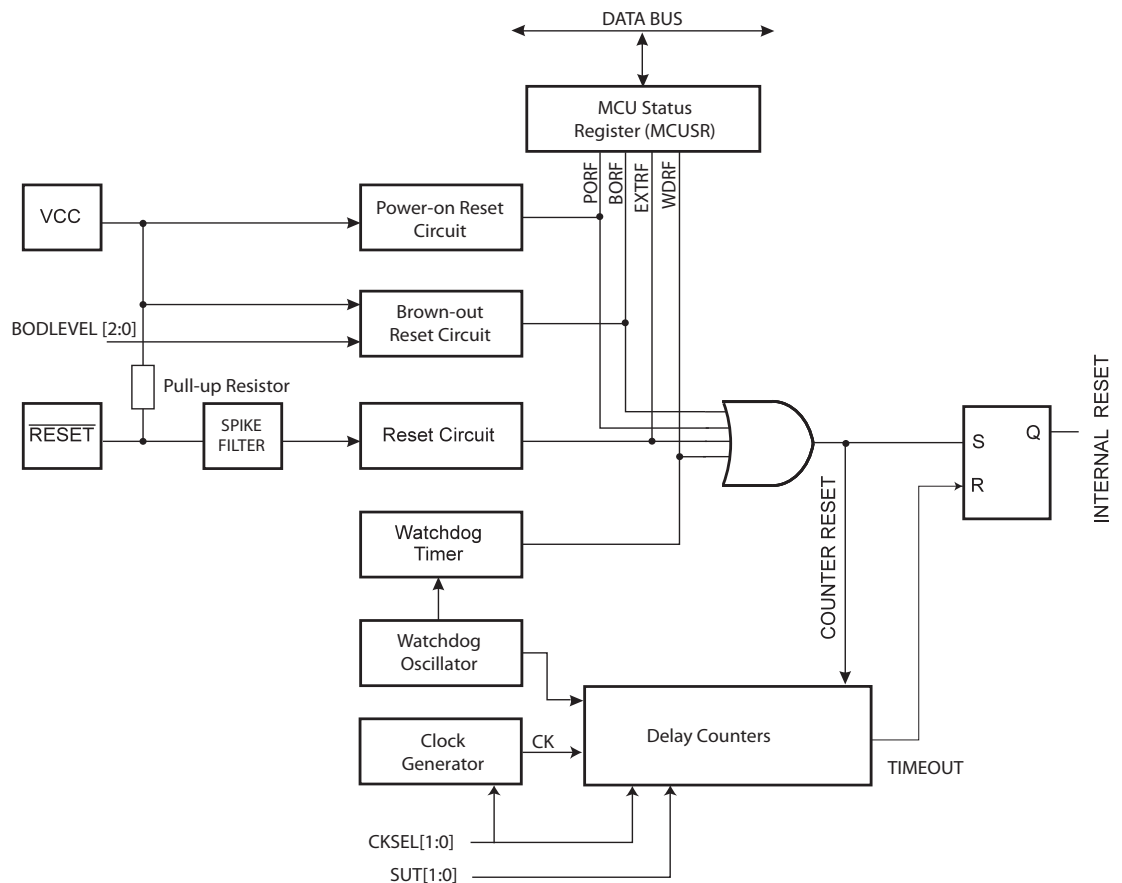 DATA BUS
MCU Status
Register (MCUSR)
PORF
BORF
EXTRF
WDRF
VCC
Power-on Reset
Circuit
BODLEVEL [2:0]
Brown-out
Reset Circuit
Pull-up Resistor
RESET
SPIKE
FILTER
Reset Circuit
S
Q
R
INTERNAL RESET
Watchdog
Timer
COUNTER RESET
Watchdog
Oscillator
Clock
Generator
CK
Delay Counters
TIMEOUT
CKSEL[1:0]
SUT[1:0]